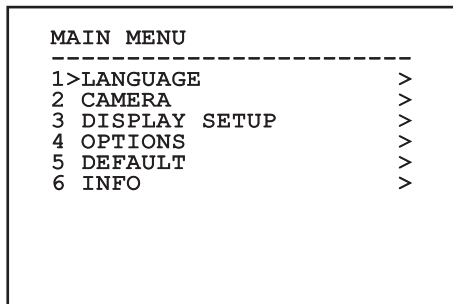 MAIN MENU
-------------------------
1>LANGUAGE >
2 CAMERA >
3 DISPLAY SETUP >
4 OPTIONS >
5 DEFAULT >
6 INFO >